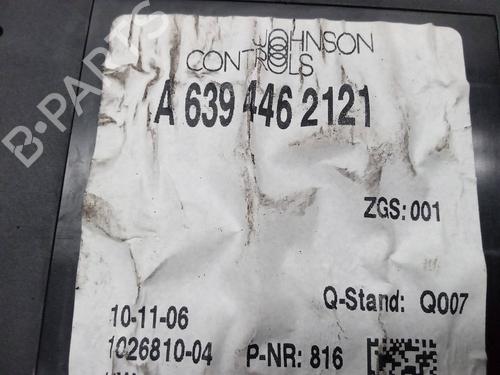 B-PARTS
JOHNSON
CONTROLS
A 639 446 2121
ZGS: 001
Q-Stand: Q007
10-11-06
1026810-04 P-NR: 816